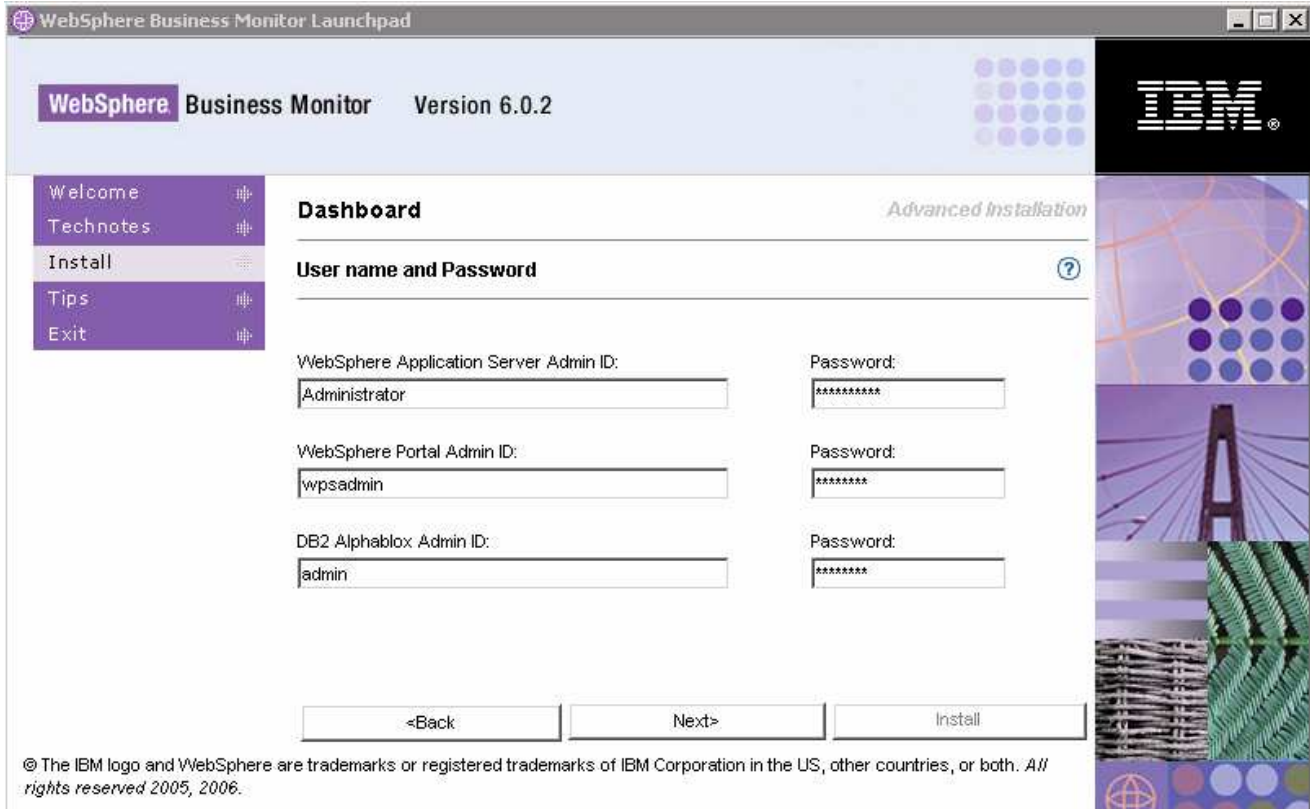 WebSphere Business Monitor Launchpad
WebSphere. Business Monitor Version 6.0.2
IBM®
Welcome
Technotes
Install
Tips
Exit
Dashboard
Advanced Installation
User name and Password
?
WebSphere Application Server Admin ID:
Password:
Administrator
**********
WebSphere Portal Admin ID:
Password:
wpsadmin
********
DB2 Alphablox Admin ID:
Password:
admin
********
<Back
Next>
Install
© The IBM logo and WebSphere are trademarks or registered trademarks of IBM Corporation in the US, other countries, or both. All
rights reserved 2005, 2006.